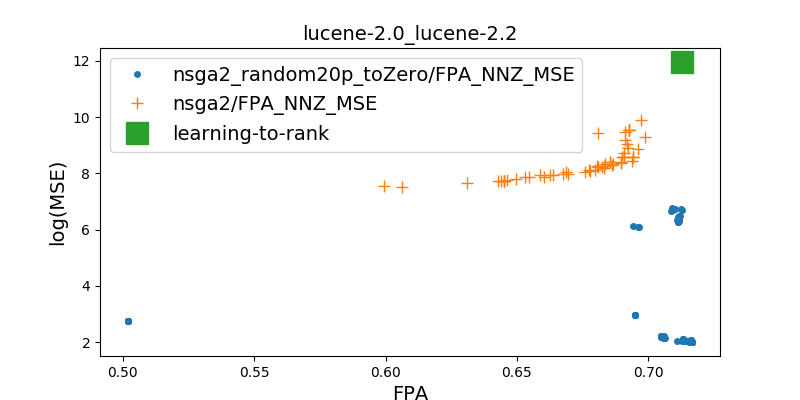 lucene-2.0_lucene-2.2
nsga2_random20p_toZero/FPA_NNZ_MSE
nsga2/FPA_NNZ_MSE
learning-to-rank
log(MSE)
12
10
8
6
4
2
0.50 0.55 0.60 0.65 0.70
FPA